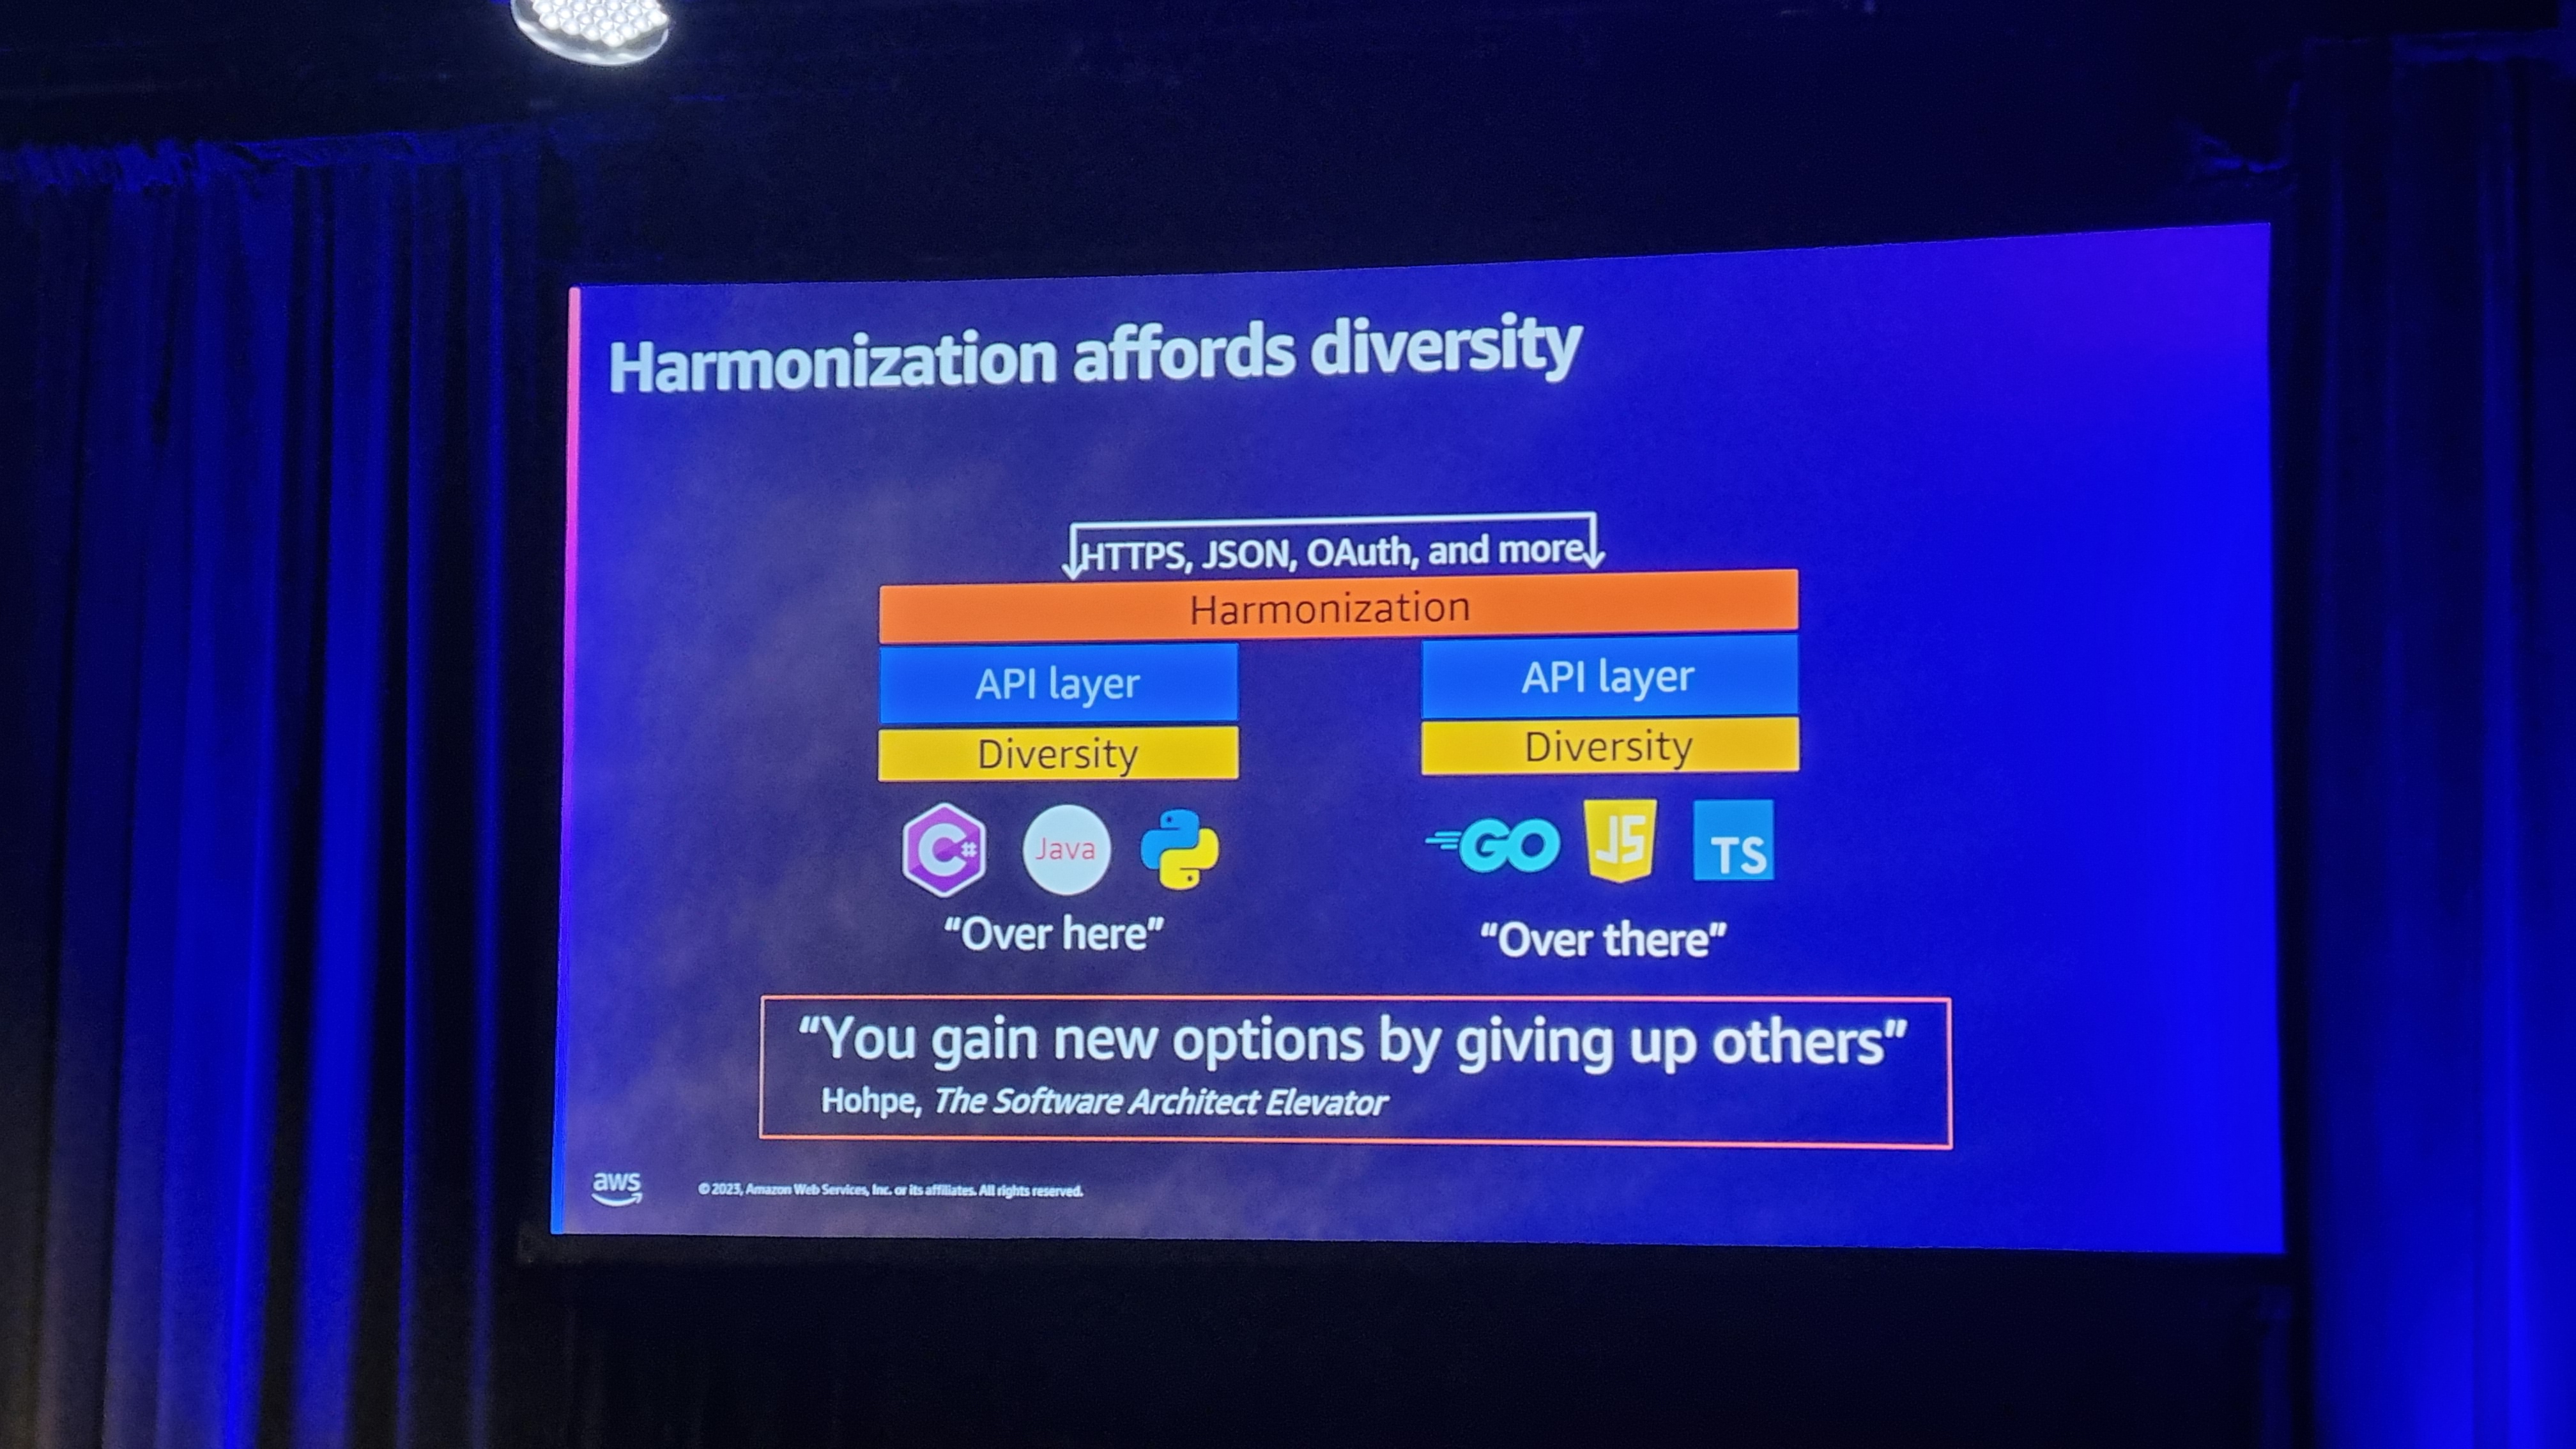 Harmonization affords diversity
HTTPS, JSON, OAuth, and more
Harmonization
API layer
API layer
Diversity
Diversity
C#
Java
GO
JS
TS
“Over here”
“Over there”
“You gain new options by giving up others”
Hohpe, The Software Architect Elevator
aws
© 2023, Amazon Web Services, Inc. or its affiliates. All rights reserved.